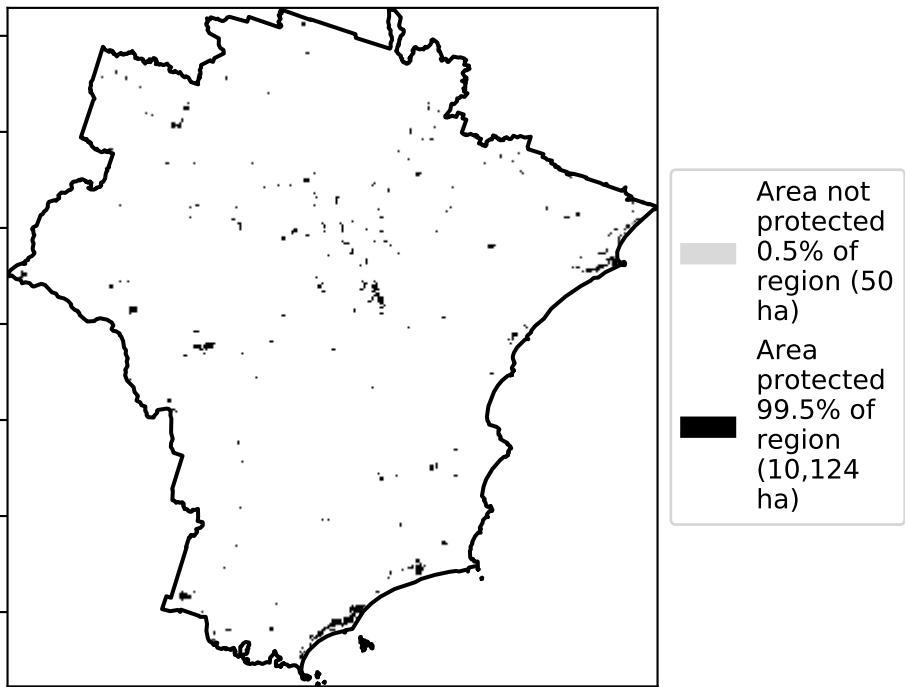 Area not
protected
0.5% of
region (50
ha)
Area
protected
99.5% of
region
(10,124
ha)